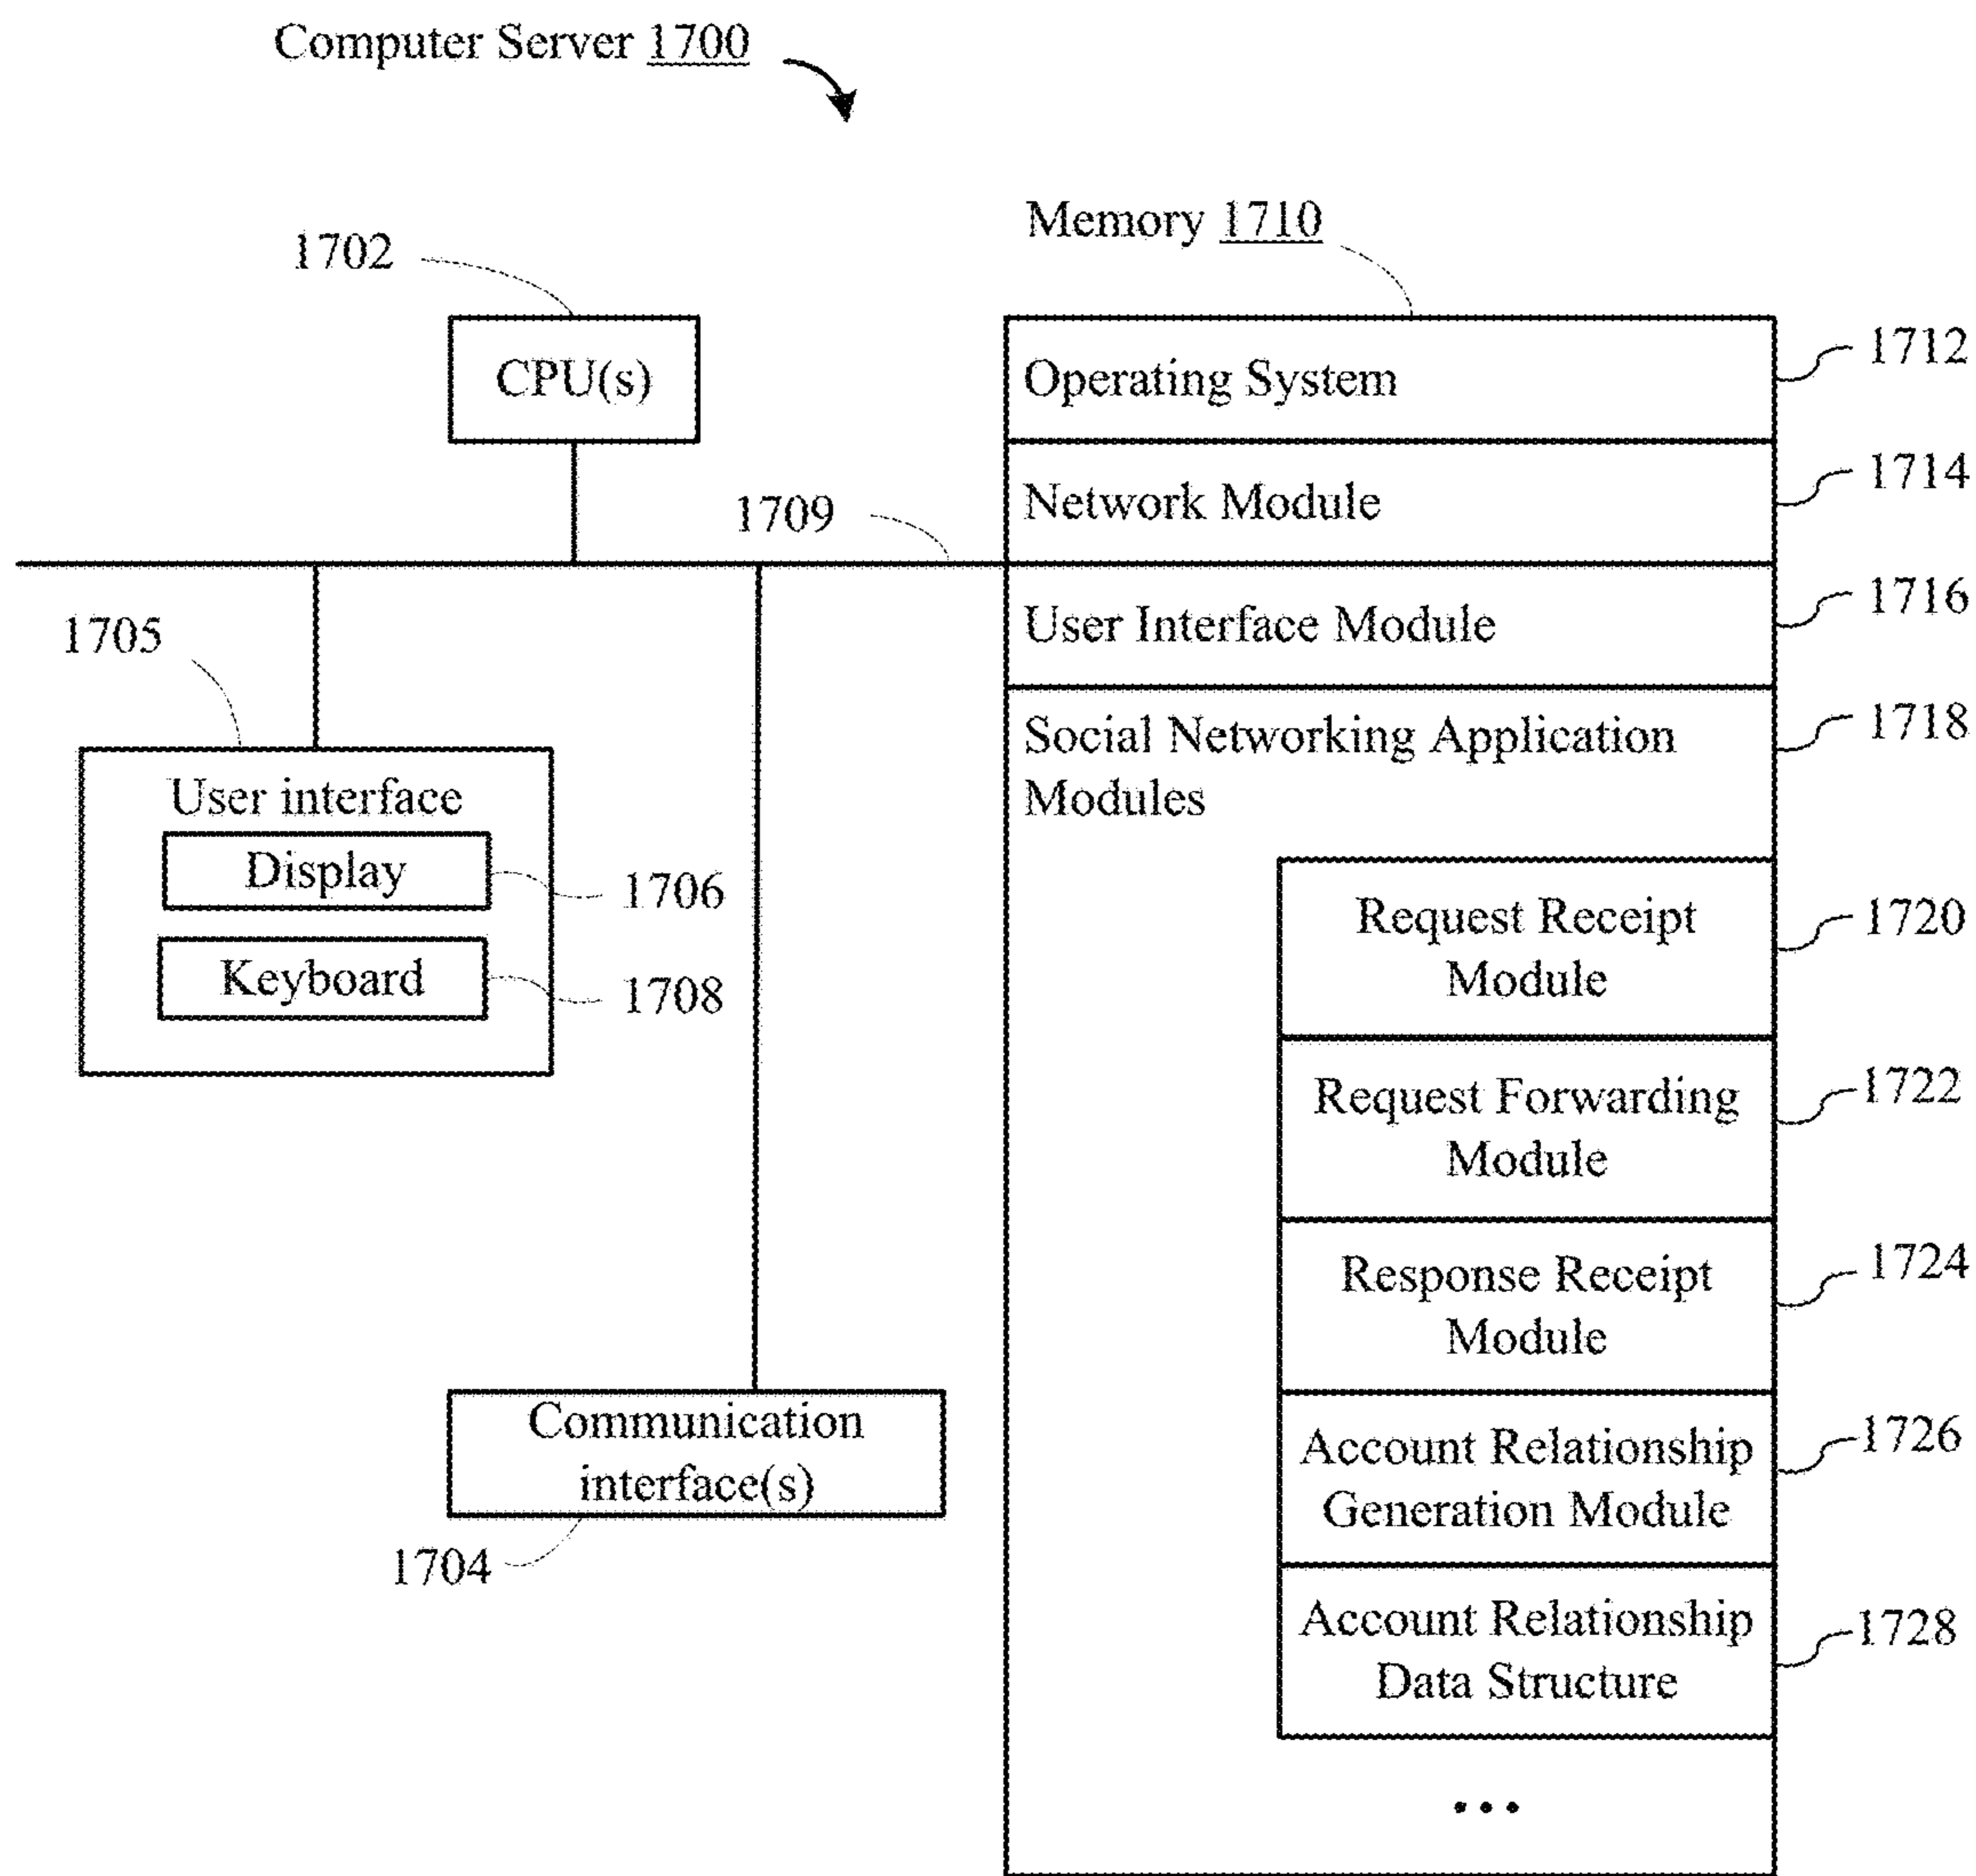 Computer Server 1700
Memory 1710
1702
CPU(s)
1709
1705
User interface
Display
1706
Keyboard
1708
Communication
interface(s)
1704
Operating System
1712
Network Module
1714
User Interface Module
1716
Social Networking Application
Modules
1718
Request Receipt
Module
1720
Request Forwarding
Module
1722
Response Receipt
Module
1724
Account Relationship
Generation Module
1726
Account Relationship
Data Structure
1728
...